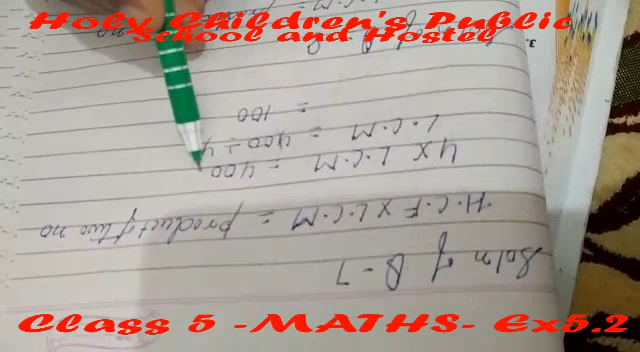 Holy Children's Public
School and Hostel
Soln of Q-7
H.C.F x L.C.M = product of two no
4 x L.C.M = 400
L.C.M = 400 ÷ 4
= 100
3.
Class 5 -MATHS- Ex5.2